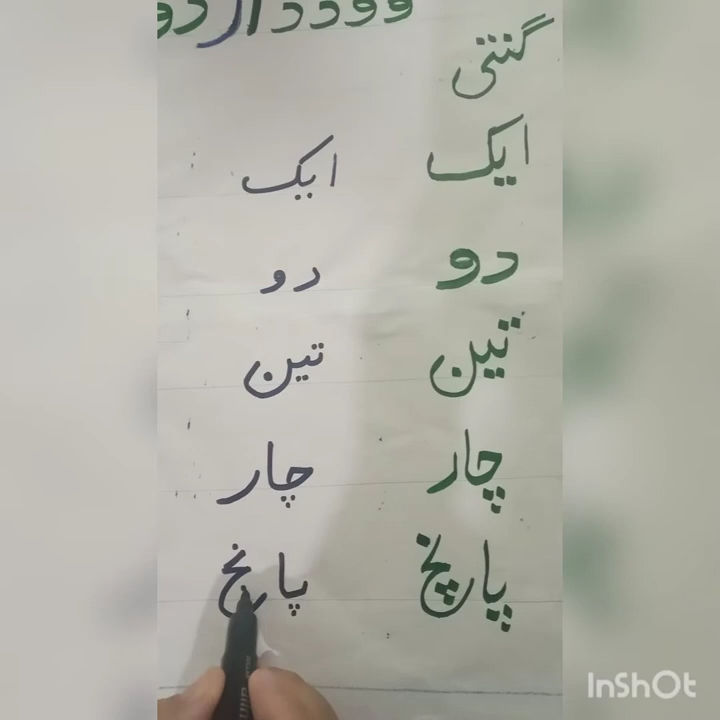 گنتی
ایک ایک
دو دو
تین تین
چار چار
پانچ پانچ
InShOt